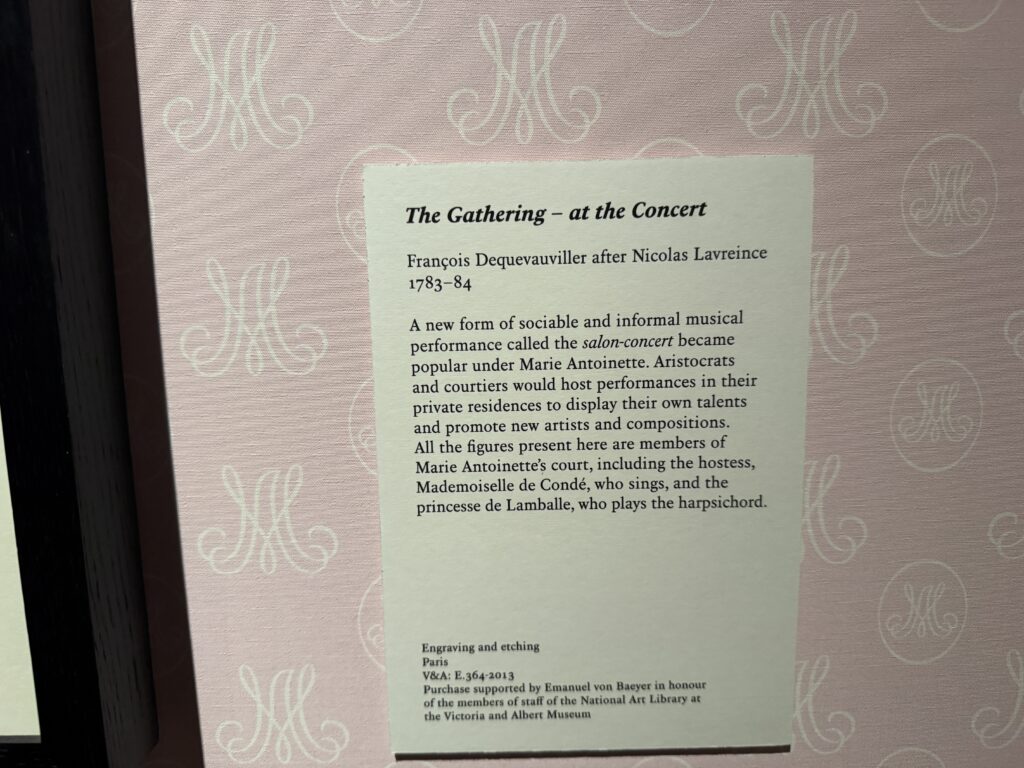 The Gathering – at the Concert
François Dequevauviller after Nicolas Lavreince
1783–84
A new form of sociable and informal musical
performance called the salon-concert became
popular under Marie Antoinette. Aristocrats
and courtiers would host performances in their
private residences to display their own talents
and promote new artists and compositions.
All the figures present here are members of
Marie Antoinette’s court, including the hostess,
Mademoiselle de Condé, who sings, and the
princesse de Lamballe, who plays the harpsichord.
Engraving and etching
Paris
V&A: E.364-2013
Purchase supported by Emanuel von Baeyer in honour
of the members of staff of the National Art Library at
the Victoria and Albert Museum